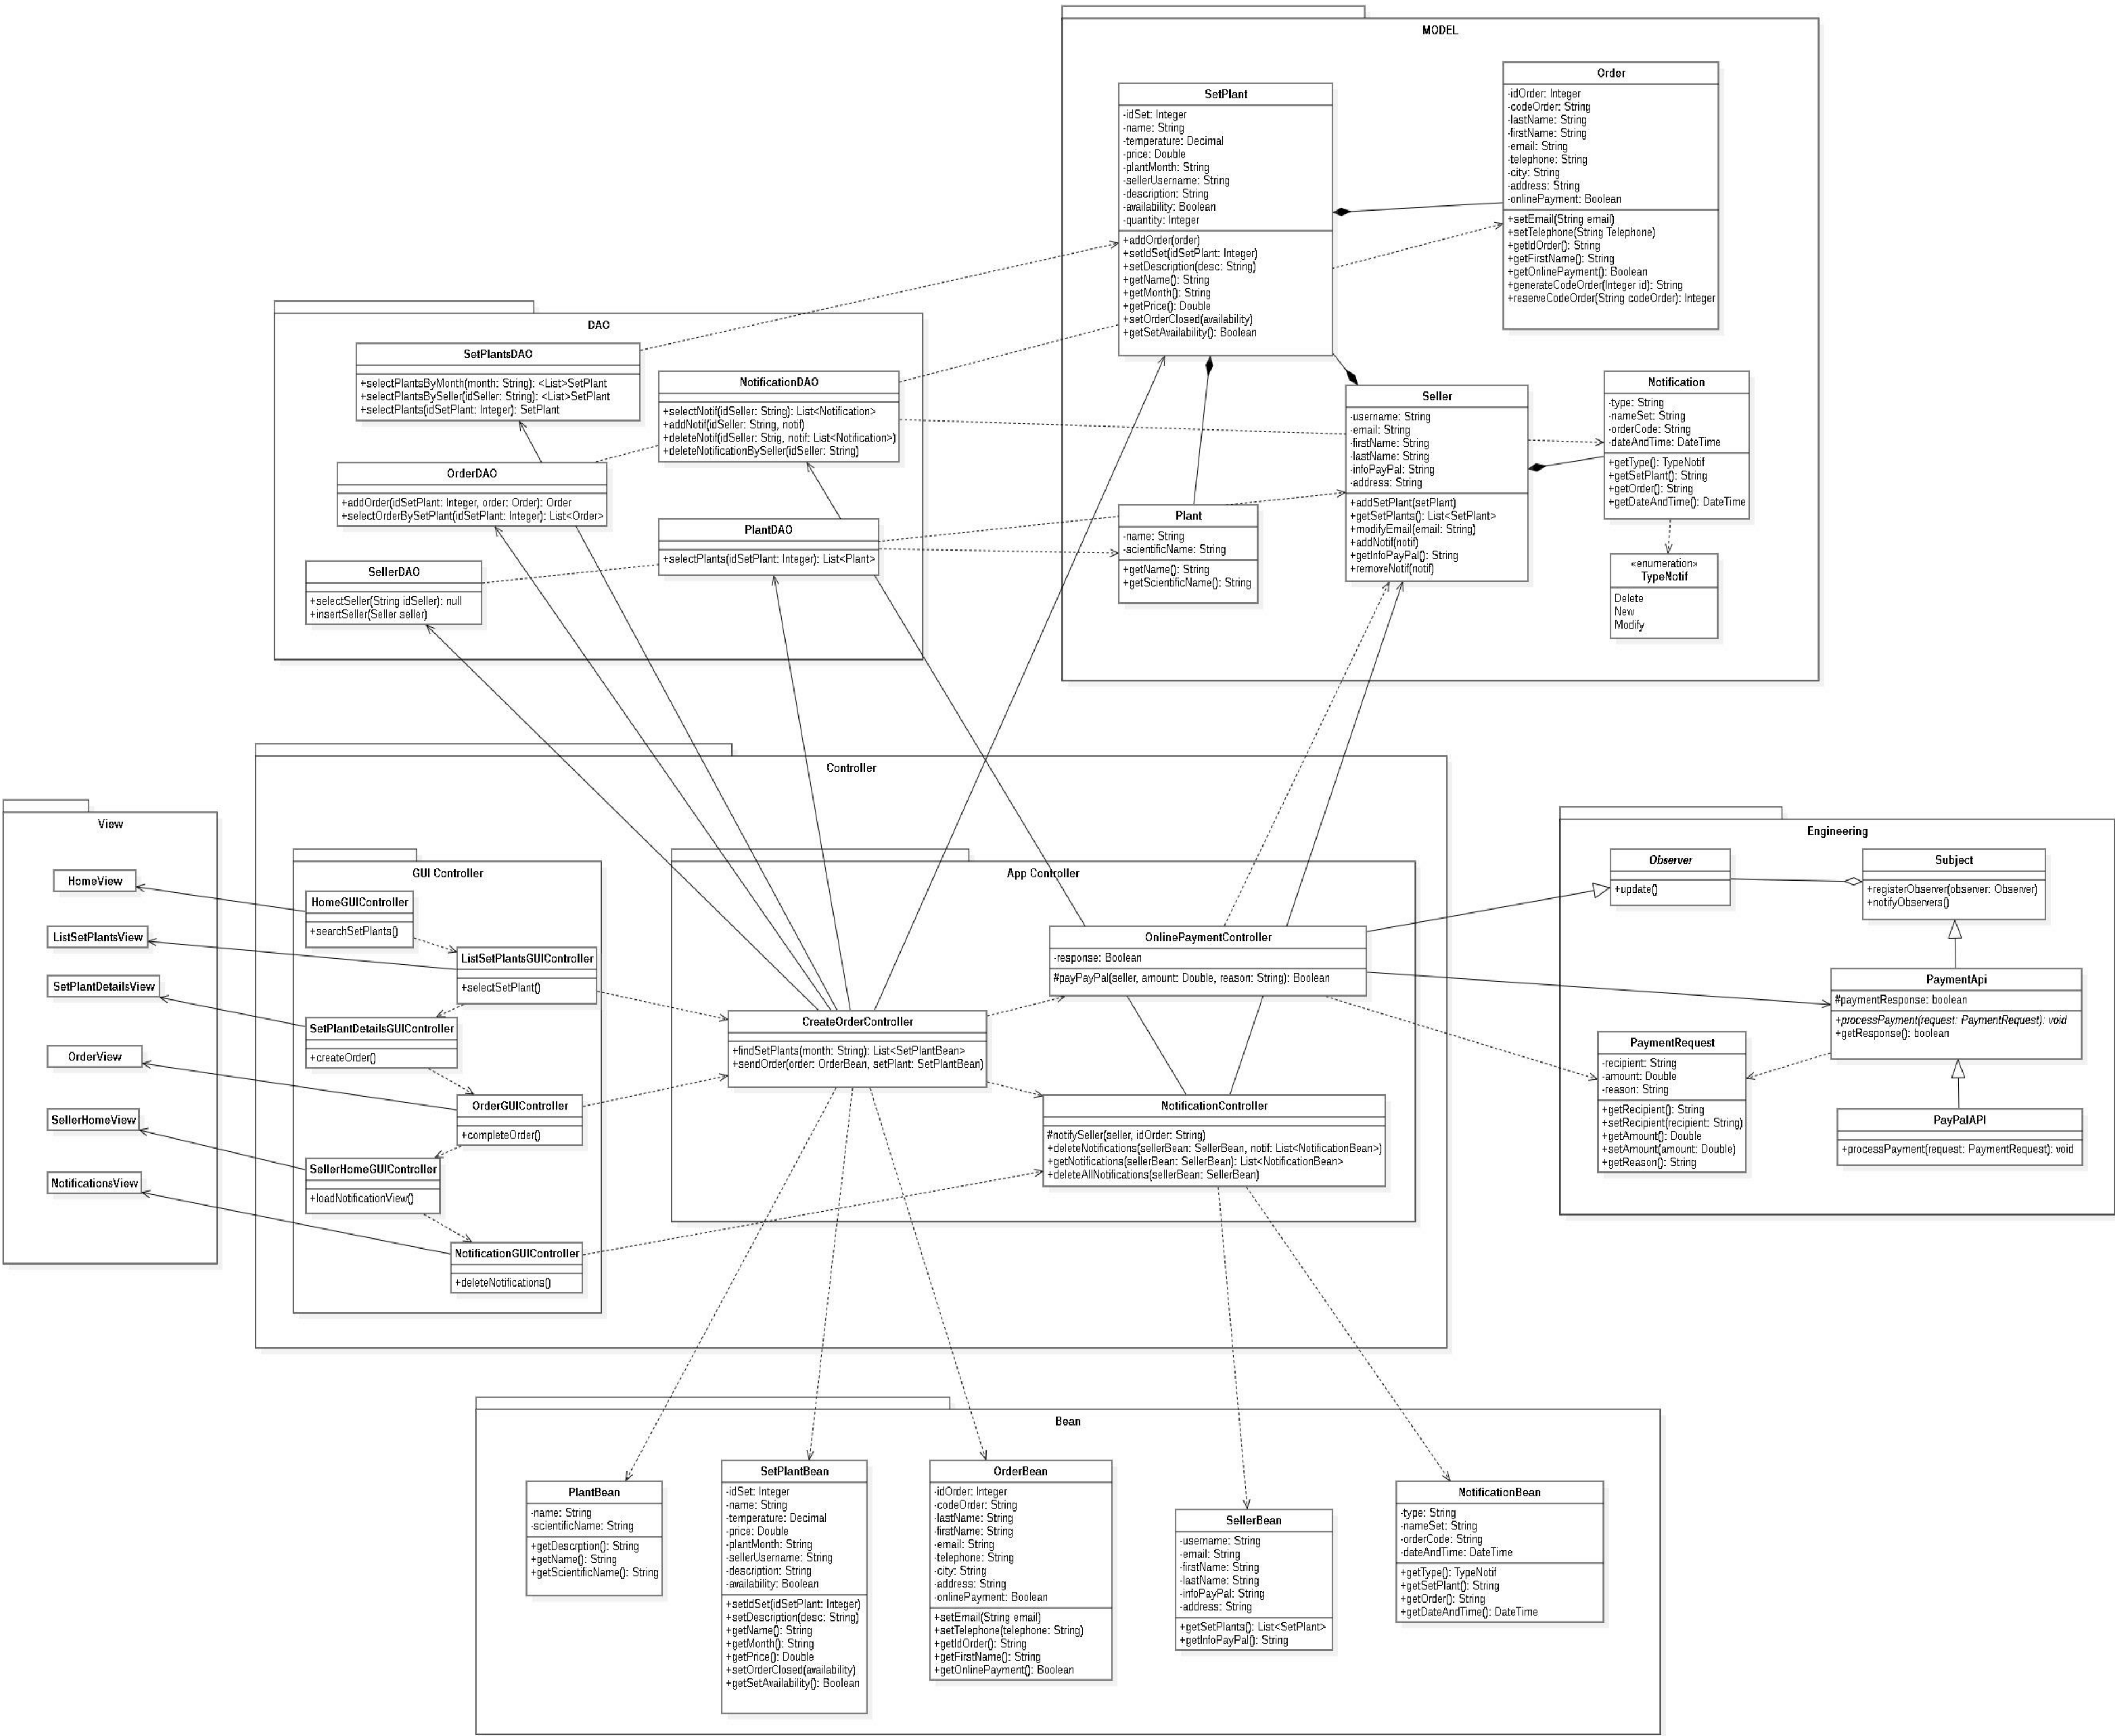 MODEL
SetPlant
-idSet: Integer
-name: String
-temperature: Decimal
-price: Double
-plantMonth: String
-sellerUsername: String
-description: String
-availability: Boolean
-quantity: Integer
+addOrder(order)
+setIdSet(idSetPlant: Integer)
+setDescription(desc: String)
+getName(): String
+getMonth(): String
+getPrice(): Double
+setOrderClosed(availability)
+getSetAvailability(): Boolean
Order
-idOrder: Integer
-codeOrder: String
-lastName: String
-firstName: String
-email: String
-telephone: String
-city: String
-address: String
-onlinePayment: Boolean
+setEmail(String email)
+setTelephone(String Telephone)
+getIdOrder(): String
+getFirstName(): String
+getOnlinePayment(): Boolean
+generateCodeOrder(Integer id): String
+reserveCodeOrder(String codeOrder): Integer
Seller
-username: String
-email: String
-firstName: String
-lastName: String
-infoPayPal: String
-address: String
+addSetPlant(setPlant)
+getSetPlants(): List<SetPlant>
+modifyEmail(email: String)
+addNotif(notif)
+getInfoPayPal(): String
+removeNotif(notif)
Notification
-type: String
-nameSet: String
-orderCode: String
-dateAndTime: DateTime
+getType(): TypeNotif
+getSetPlant(): String
+getOrder(): String
+getDateAndTime(): DateTime
Plant
-name: String
-scientificName: String
+getName(): String
+getScientificName(): String
«enumeration»
TypeNotif
Delete
New
Modify
DAO
SetPlantsDAO
+selectPlantsByMonth(month: String): <List>SetPlant
+selectPlantsBySeller(idSeller: String): <List>SetPlant
+selectPlants(idSetPlant: Integer): SetPlant
NotificationDAO
+selectNotif(idSeller: String): List<Notification>
+addNotif(idSeller: String, notif)
+deleteNotif(idSeller: Strig, notif: List<Notification>)
+deleteNotificationBySeller(idSeller: String)
OrderDAO
+addOrder(idSetPlant: Integer, order: Order): Order
+selectOrderBySetPlant(idSetPlant: Integer): List<Order>
PlantDAO
+selectPlants(idSetPlant: Integer): List<Plant>
SellerDAO
+selectSeller(String idSeller): null
+insertSeller(Seller seller)
Controller
View
HomeView
ListSetPlantsView
SetPlantDetailsView
OrderView
SellerHomeView
NotificationsView
GUI Controller
HomeGUIController
+searchSetPlants()
ListSetPlantsGUIController
+selectSetPlant()
SetPlantDetailsGUIController
+createOrder()
OrderGUIController
+completeOrder()
SellerHomeGUIController
+loadNotificationView()
NotificationGUIController
+deleteNotifications()
App Controller
OnlinePaymentController
-response: Boolean
#payPayPal(seller, amount: Double, reason: String): Boolean
CreateOrderController
+findSetPlants(month: String): List<SetPlantBean>
+sendOrder(order: OrderBean, setPlant: SetPlantBean)
NotificationController
#notifySeller(seller, idOrder: String)
+deleteNotifications(sellerBean: SellerBean, notif: List<NotificationBean>)
+getNotifications(sellerBean: SellerBean): List<NotificationBean>
+deleteAllNotifications(sellerBean: SellerBean)
Engineering
Observer
+update()
Subject
+registerObserver(observer: Observer)
+notifyObservers()
PaymentApi
#paymentResponse: boolean
+processPayment(request: PaymentRequest): void
+getResponse(): boolean
PaymentRequest
-recipient: String
-amount: Double
-reason: String
+getRecipient(): String
+setRecipient(recipient: String)
+getAmount(): Double
+setAmount(amount: Double)
+getReason(): String
PayPalAPI
+processPayment(request: PaymentRequest): void
Bean
PlantBean
-name: String
-scientificName: String
+getDescrption(): String
+getName(): String
+getScientificName(): String
SetPlantBean
-idSet: Integer
-name: String
-temperature: Decimal
-price: Double
-plantMonth: String
-sellerUsername: String
-description: String
-availability: Boolean
+setIdSet(idSetPlant: Integer)
+setDescription(desc: String)
+getName(): String
+getMonth(): String
+getPrice(): Double
+setOrderClosed(availability)
+getSetAvailability(): Boolean
OrderBean
-idOrder: Integer
-codeOrder: String
-lastName: String
-firstName: String
-email: String
-telephone: String
-city: String
-address: String
-onlinePayment: Boolean
+setEmail(String email)
+setTelephone(telephone: String)
+getIdOrder(): String
+getFirstName(): String
+getOnlinePayment(): Boolean
SellerBean
-username: String
-email: String
-firstName: String
-lastName: String
-infoPayPal: String
-address: String
+getSetPlants(): List<SetPlant>
+getInfoPayPal(): String
NotificationBean
-type: String
-nameSet: String
-orderCode: String
-dateAndTime: DateTime
+getType(): TypeNotif
+getSetPlant(): String
+getOrder(): String
+getDateAndTime(): DateTime